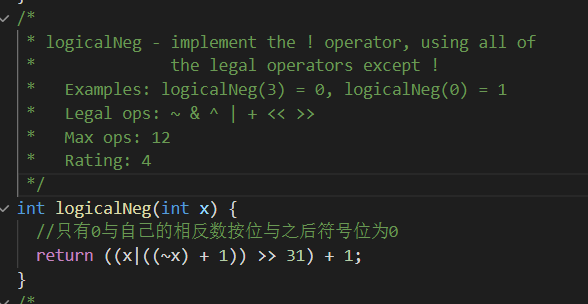 }
/*
 * logicalNeg - implement the ! operator, using all of
 *              the legal operators except !
 *   Examples: logicalNeg(3) = 0, logicalNeg(0) = 1
 *   Legal ops: ~ & ^ | + << >>
 *   Max ops: 12
 *   Rating: 4
 */
int logicalNeg(int x) {
  //只有0与自己的相反数按位与之后符号位为0
  return ((x|((~x) + 1)) >> 31) + 1;
}
/*